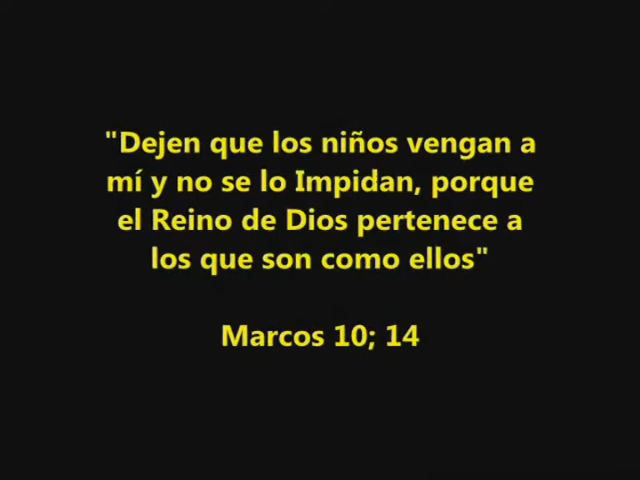 "Dejen que los niños vengan a
mí y no se lo Impidan, porque
el Reino de Dios pertenece a
los que son como ellos"
Marcos 10; 14